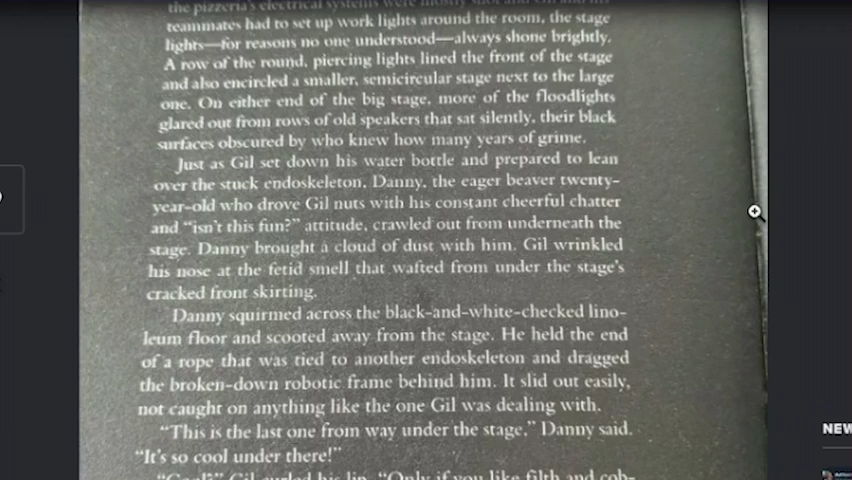 the pizzeria's electrical systems were mostly shot and Gil and his
teammates had to set up work lights around the room, the stage
lights—for reasons no one understood—always shone brightly.
A row of the round, piercing lights lined the front of the stage
and also encircled a smaller, semicircular stage next to the large
one. On either end of the big stage, more of the floodlights
glared out from rows of old speakers that sat silently, their black
surfaces obscured by who knew how many years of grime.
Just as Gil set down his water bottle and prepared to lean
over the stuck endoskeleton, Danny, the eager beaver twenty-
year-old who drove Gil nuts with his constant cheerful chatter
and “isn't this fun?” attitude, crawled out from underneath the
stage. Danny brought a cloud of dust with him. Gil wrinkled
his nose at the fetid smell that wafted from under the stage's
cracked front skirting.
Danny squirmed across the black-and-white-checked lino-
leum floor and scooted away from the stage. He held the end
of a rope that was tied to another endoskeleton and dragged
the broken-down robotic frame behind him. It slid out easily,
not caught on anything like the one Gil was dealing with.
“This is the last one from way under the stage,” Danny said.
“It's so cool under there!”
“Cool?” Gil curled his lip. “Only if you like filth and cob-
NEW